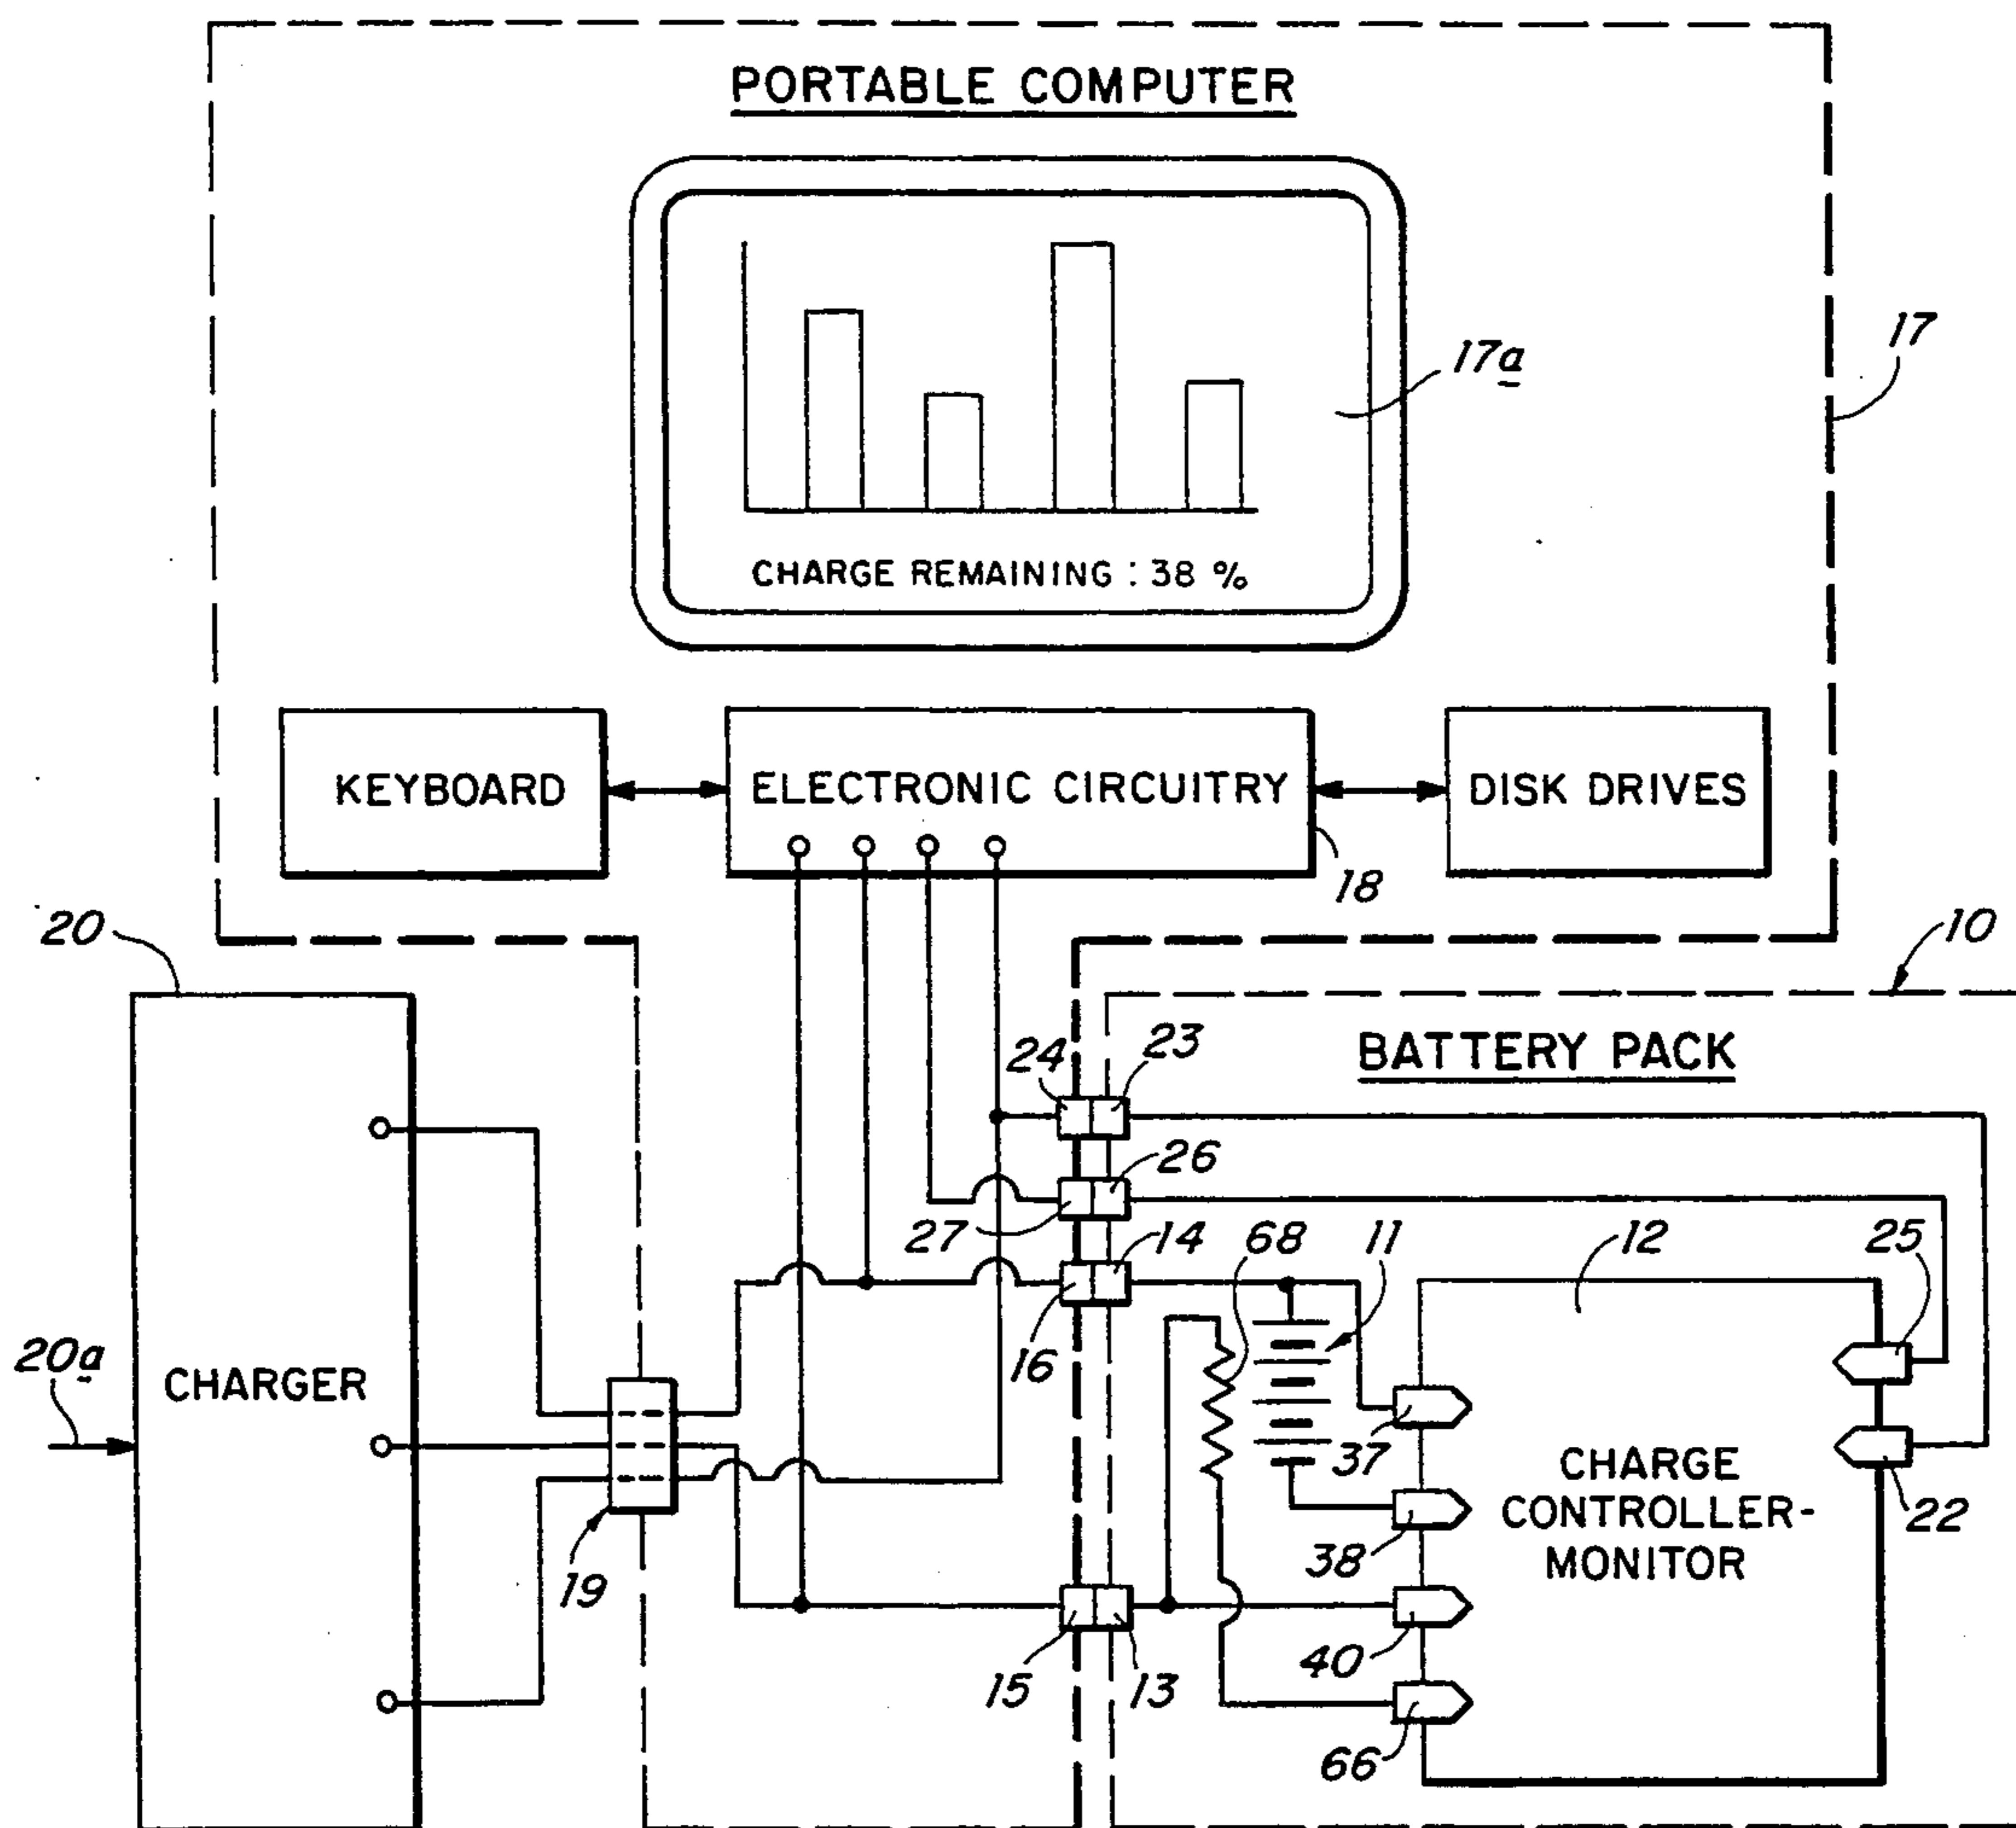 PORTABLE COMPUTER
17
17a
CHARGE REMAINING : 38 %
KEYBOARD
ELECTRONIC CIRCUITRY
DISK DRIVES
18
20
10
24
23
BATTERY PACK
26
27
14
68
11
12
25
16
20a
CHARGER
37
CHARGE
CONTROLLER-
MONITOR
22
38
19
40
15
13
66